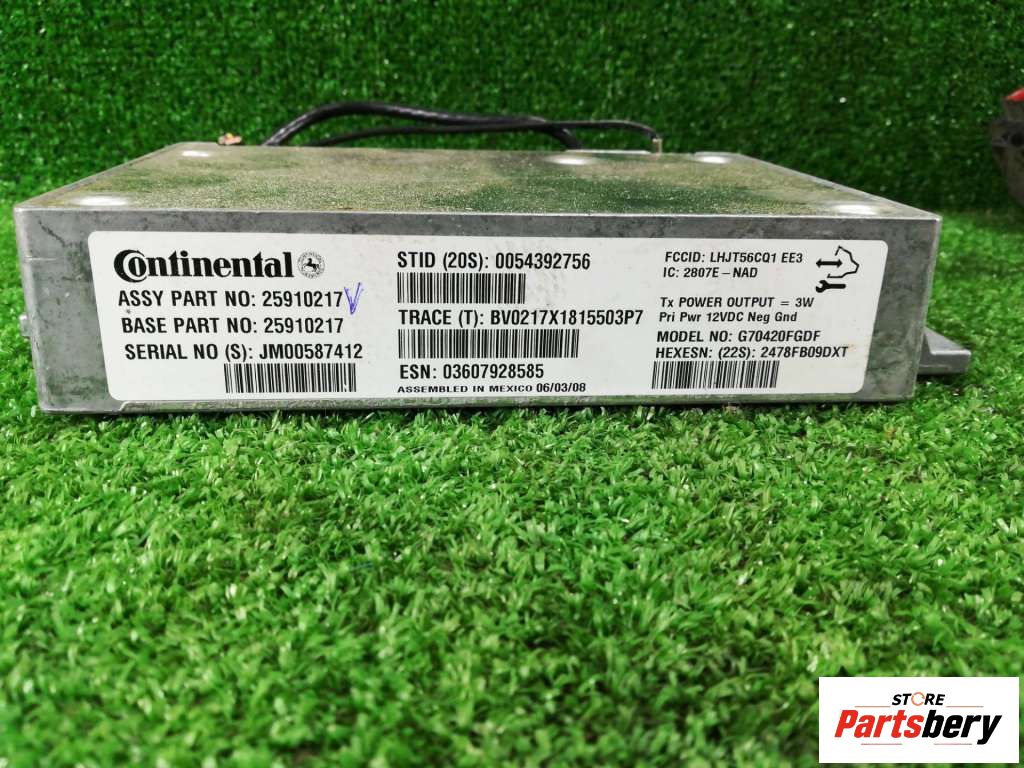 Continental
ASSY PART NO: 25910217
BASE PART NO: 25910217
SERIAL NO (S): JM00587412
STID (20S): 0054392756
TRACE (T): BV0217X1815503P7
ESN: 03607928585
ASSEMBLED IN MEXICO 06/03/08
FCCID: LHJT56CQ1 EE3
IC: 2807E-NAD
Tx POWER OUTPUT = 3W
Pri Pwr 12VDC Neg Gnd
MODEL NO: G70420FGDF
HEXESN: (22S): 2478FB09DXT
STORE
Partsbery